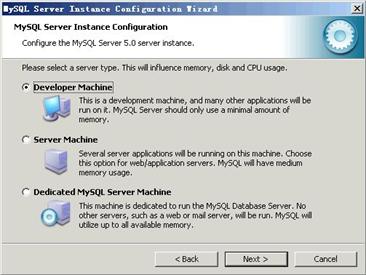 MySQL Server Instance Configuration Wizard
MySQL Server Instance Configuration
Configure the MySQL Server 5.0 server instance.
Please select a server type. This will influence memory, disk and CPU usage.
Developer Machine
This is a development machine, and many other applications will be
run on it. MySQL Server should only use a minimal amount of
memory.
Server Machine
Several server applications will be running on this machine. Choose
this option for web/application servers. MySQL will have medium
memory usage.
Dedicated MySQL Server Machine
This machine is dedicated to run the MySQL Database Server. No
other servers, such as a web or mail server, will be run. MySQL will
utilize up to all available memory.
< Back
Next >
Cancel